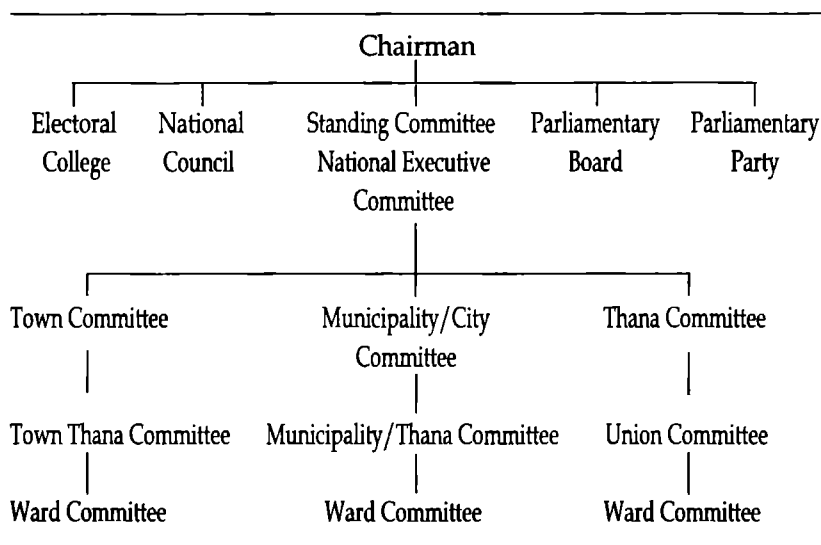 Chairman
Electoral National Standing Committee Parliamentary Parliamentary
College Council National Executive Board Party
Committee
Town Committee Municipality/City Thana Committee
Committee
Town Thana Committee Municipality/Thana Committee Union Committee
Ward Committee Ward Committee Ward Committee